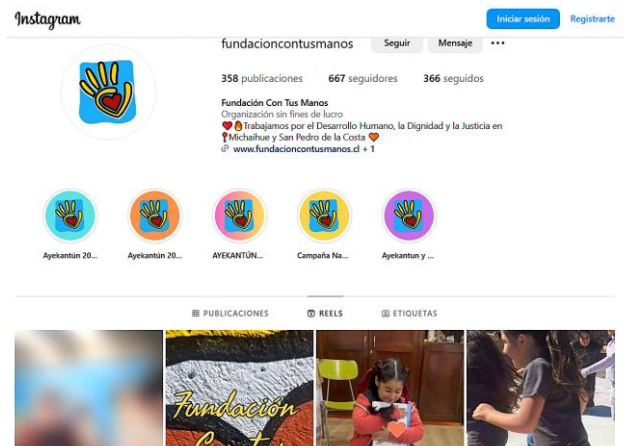 Instagram
Iniciar sesión Registrarte
fundacioncontusmanos Seguir Mensaje •••
358 publicaciones 667 seguidores 366 seguidos
Fundación Con Tus Manos
Organización sin fines de lucro
❤️🔥Trabajamos por el Desarrollo Humano, la Dignidad y la Justicia en
📍Michaihue y San Pedro de la Costa 🧡
www.fundacioncontusmanos.cl + 1
Ayekantún 20... Ayekantún 20... AYEKANTÚN... Campaña Na... Ayekantun y ...
PUBLICACIONES REELS ETIQUETAS
Fundación